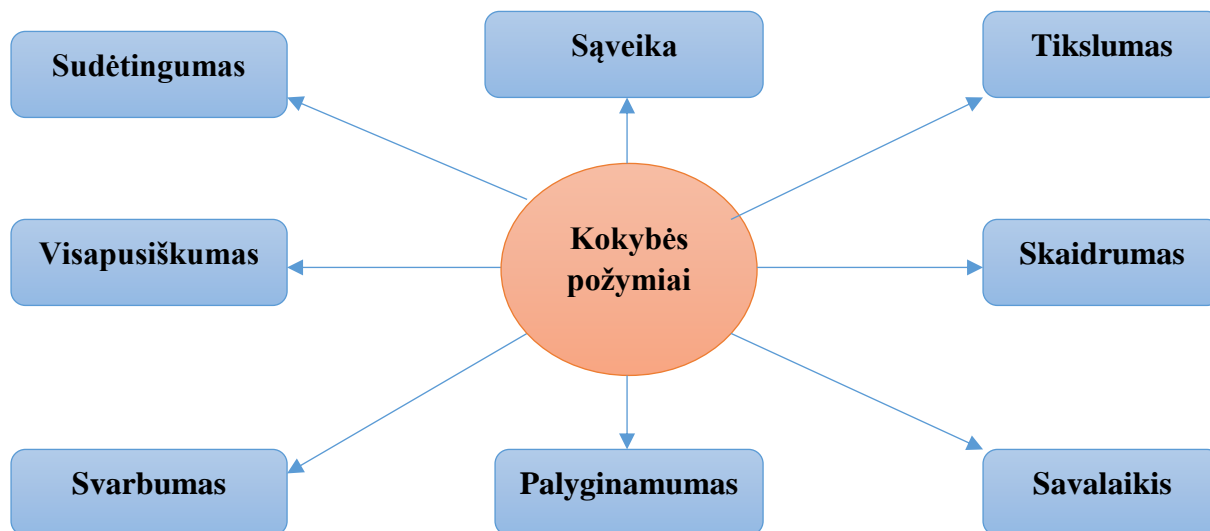 Sudėtingumas
Sąveika
Tikslumas
Visapusiškumas
Kokybės
požymiai
Skaidrumas
Svarbumas
Palyginamumas
Savalaikis